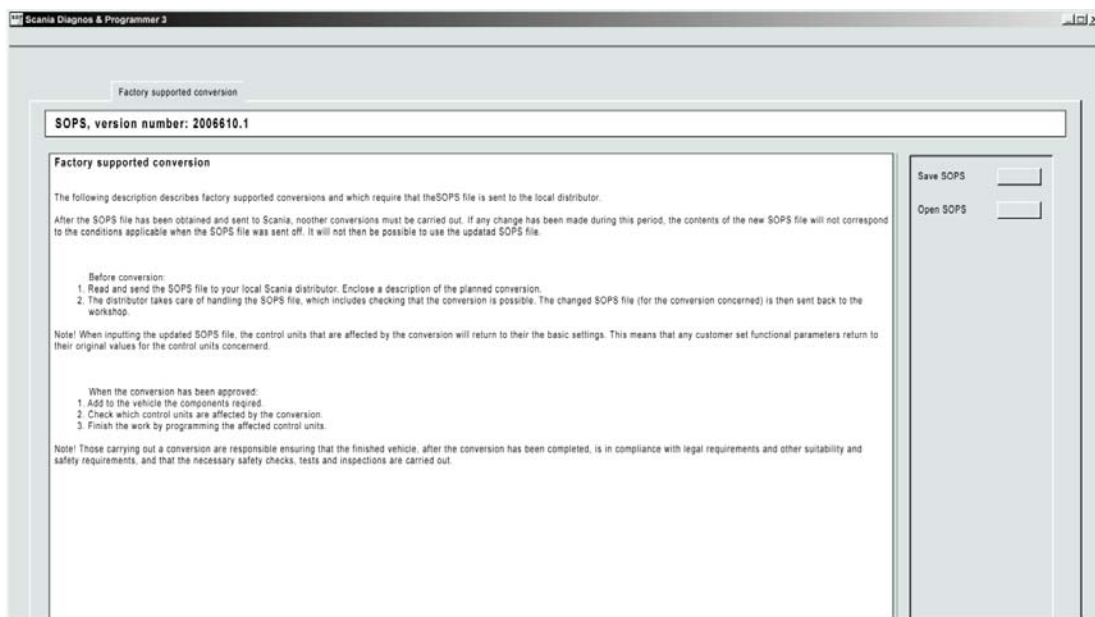 Scania Diagnos & Programmer 3
Factory supported conversion
SOPS, version number: 2006610.1
Factory supported conversion
The following description describes factory supported conversions and which require that theSOPS file is sent to the local distributor.
After the SOPS file has been obtained and sent to Scania, noother conversions must be carried out. If any change has been made during this period, the contents of the new SOPS file will not correspond
to the conditions applicable when the SOPS file was sent off. It will not then be possible to use the updatad SOPS file.
Before conversion:
1. Read and send the SOPS file to your local Scania distributor. Enclose a description of the planned conversion.
2. The distributor takes care of handling the SOPS file, which includes checking that the conversion is possible. The changed SOPS file (for the conversion concerned) is then sent back to the
workshop.
Note! When inputting the updated SOPS file, the control units that are affected by the conversion will return to their the basic settings. This means that any customer set functional parameters return to
their original values for the control units concernerd.
When the conversion has been approved:
1. Add to the vehicle the components reqired.
2. Check which control units are affected by the conversion.
3. Finish the work by programming the affected control units.
Note! Those carrying out a conversion are responsible ensuring that the finished vehicle, after the conversion has been completed, is in compliance with legal requirements and other suitability and
safety requirements, and that the necessary safety checks, tests and inspections are carried out.
Save SOPS
Open SOPS